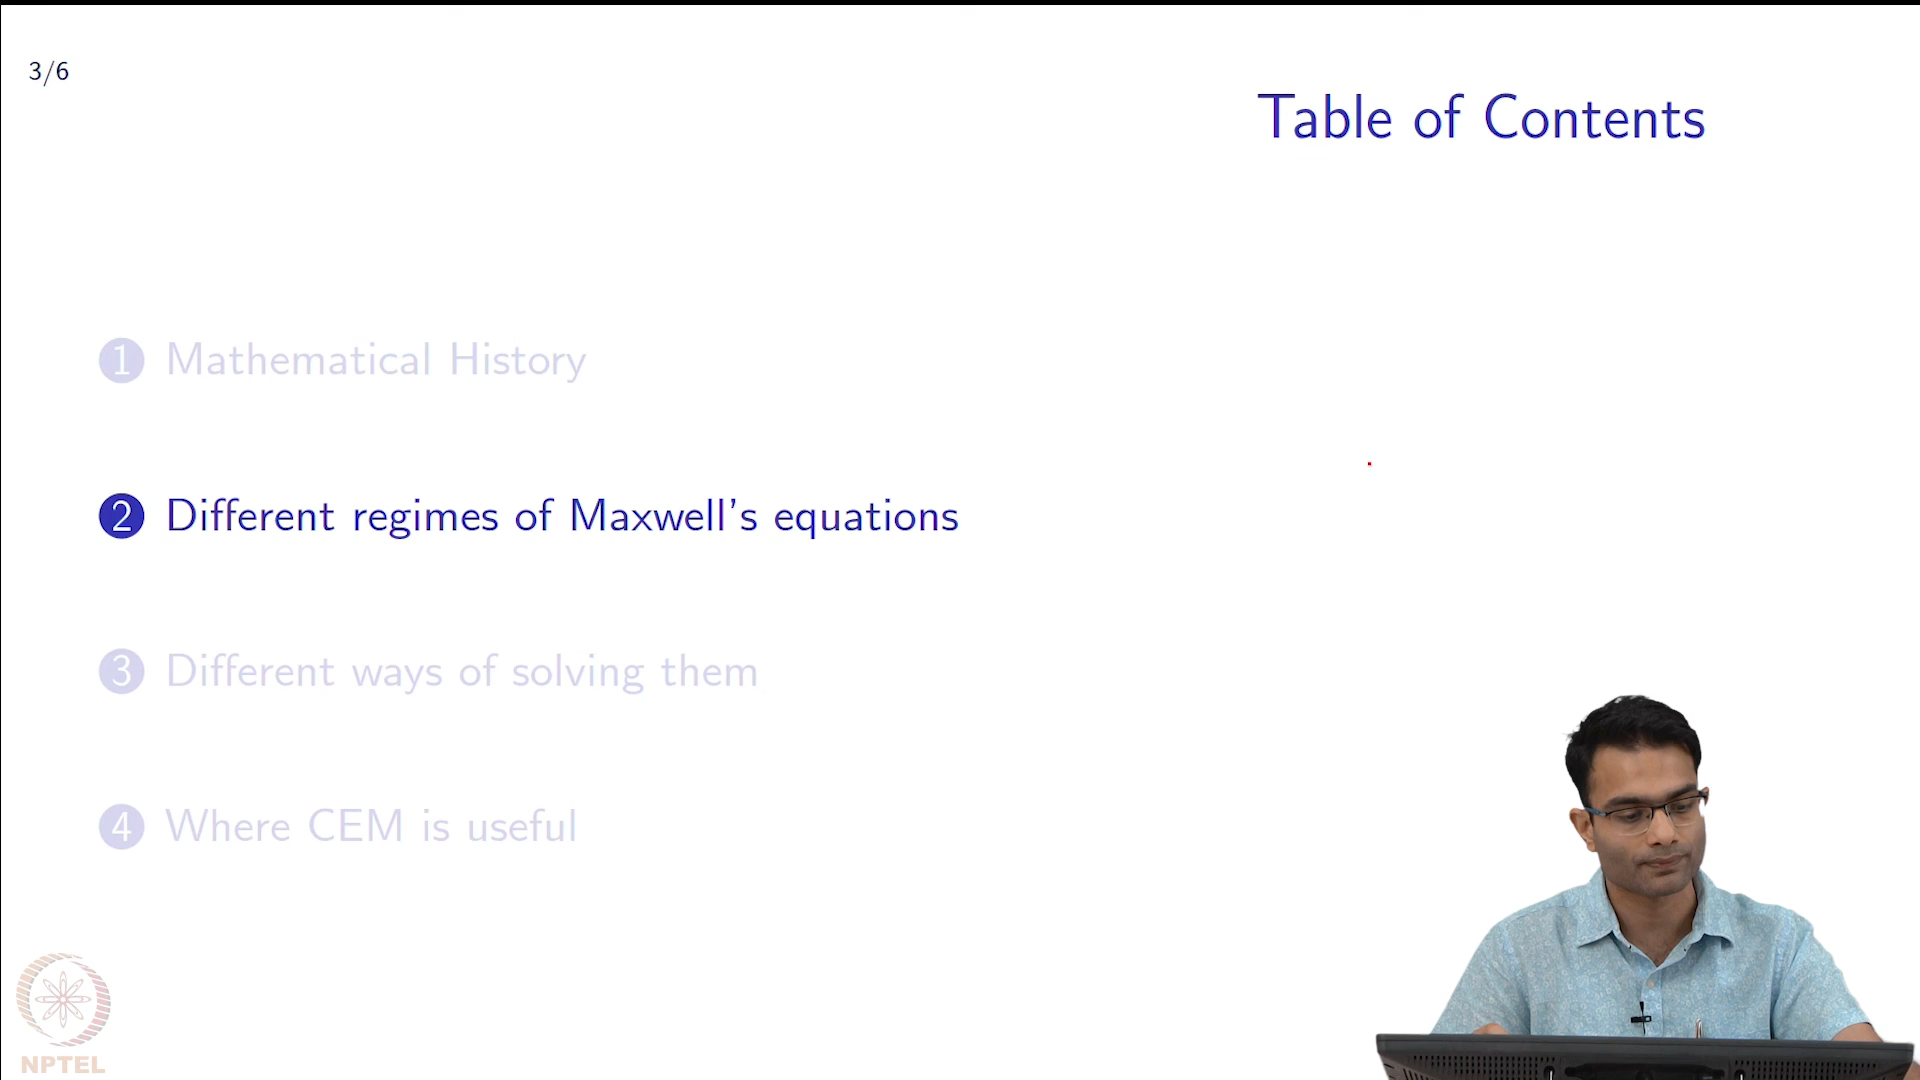 3/6
Table of Contents
1 Mathematical History
2 Different regimes of Maxwell's equations
3 Different ways of solving them
4 Where CEM is useful
NPTEL